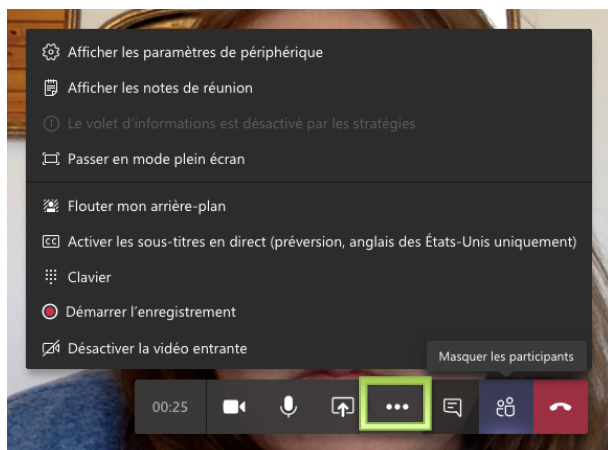 Afficher les paramètres de périphérique
Afficher les notes de réunion
Le volet d'informations est désactivé par les stratégies
Passer en mode plein écran
Flouter mon arrière-plan
CC Activer les sous-titres en direct (préversion, anglais des États-Unis uniquement)
Clavier
Démarrer l'enregistrement
Désactiver la vidéo entrante
Masquer les participants
00:25